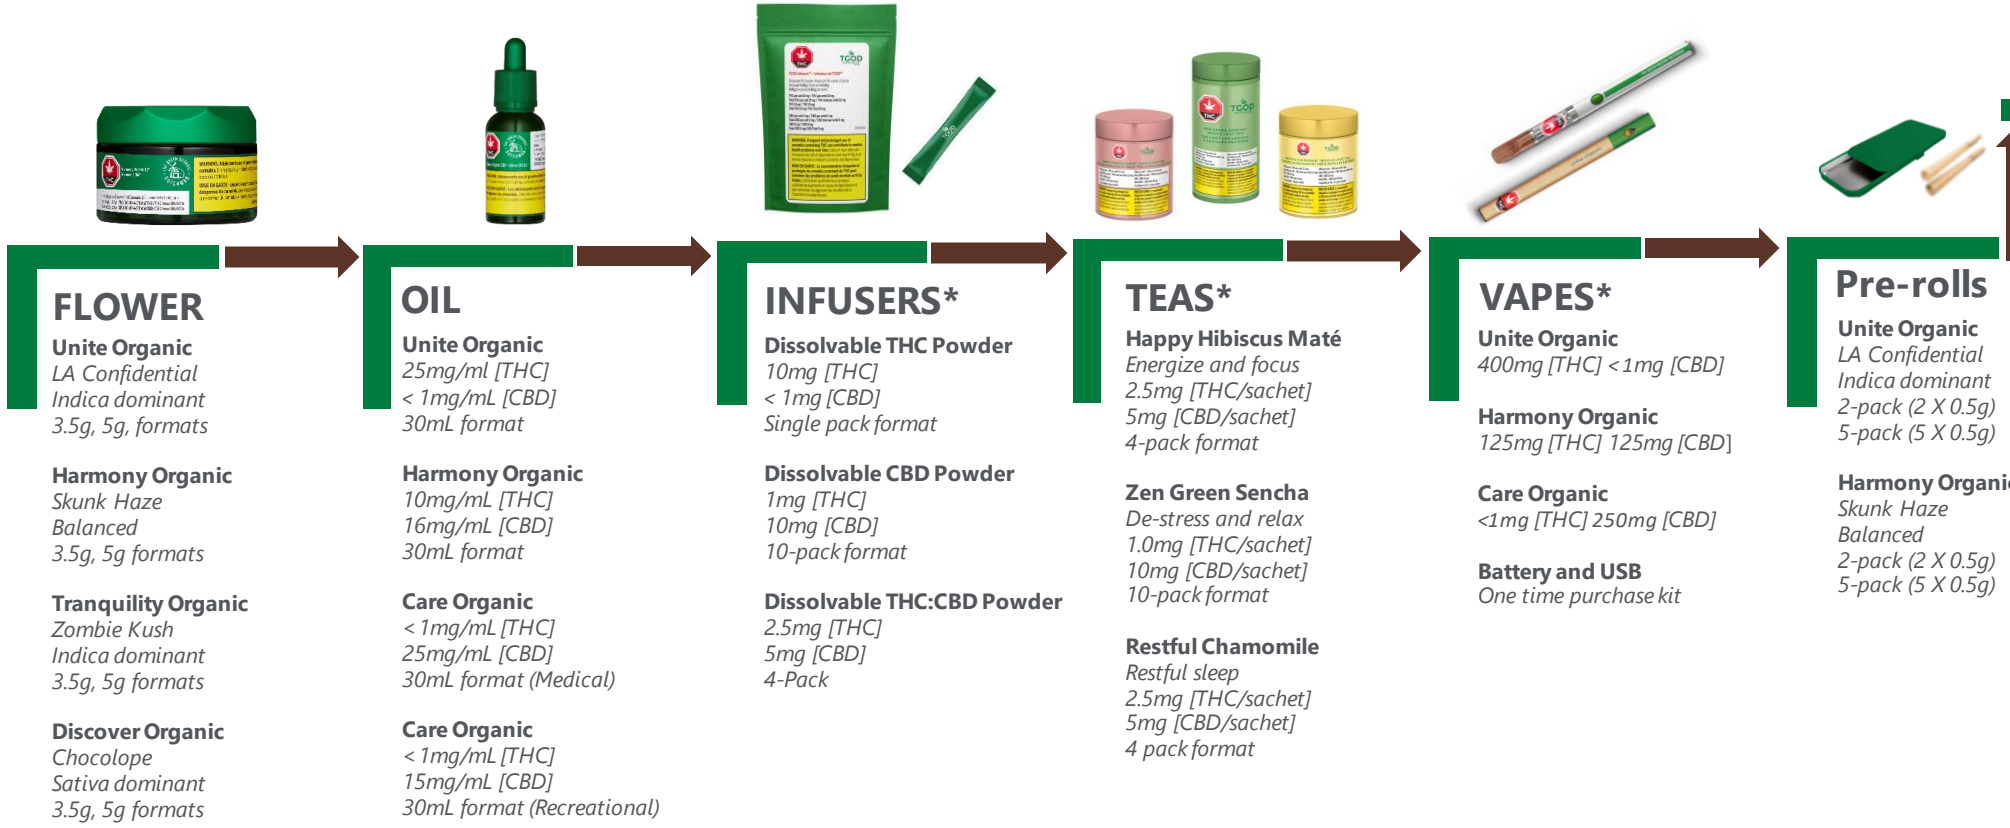 THC
TGOD
TGOD
THC
TGOD
FLOWER
Unite Organic
LA Confidential
Indica dominant
3.5g, 5g, formats
Harmony Organic
Skunk Haze
Balanced
3.5g, 5g formats
Tranquility Organic
Zombie Kush
Indica dominant
3.5g, 5g formats
Discover Organic
Chocolope
Sativa dominant
3.5g, 5g formats
OIL
Unite Organic
25mg/ml [THC]
< 1mg/mL [CBD]
30mL format
Harmony Organic
10mg/mL [THC]
16mg/mL [CBD]
30mL format
Care Organic
< 1mg/mL [THC]
25mg/mL [CBD]
30mL format (Medical)
Care Organic
< 1mg/mL [THC]
15mg/mL [CBD]
30mL format (Recreational)
INFUSERS*
Dissolvable THC Powder
10mg [THC]
< 1mg [CBD]
Single pack format
Dissolvable CBD Powder
1mg [THC]
10mg [CBD]
10-pack format
Dissolvable THC:CBD Powder
2.5mg [THC]
5mg [CBD]
4-Pack
TEAS*
Happy Hibiscus Maté
Energize and focus
2.5mg [THC/sachet]
5mg [CBD/sachet]
4-pack format
Zen Green Sencha
De-stress and relax
1.0mg [THC/sachet]
10mg [CBD/sachet]
10-pack format
Restful Chamomile
Restful sleep
2.5mg [THC/sachet]
5mg [CBD/sachet]
4 pack format
VAPES*
Unite Organic
400mg [THC] < 1mg [CBD]
Harmony Organic
125mg [THC] 125mg [CBD]
Care Organic
<1mg [THC] 250mg [CBD]
Battery and USB
One time purchase kit
Pre-rolls
Unite Organic
LA Confidential
Indica dominant
2-pack (2 X 0.5g)
5-pack (5 X 0.5g)
Harmony Organic
Skunk Haze
Balanced
2-pack (2 X 0.5g)
5-pack (5 X 0.5g)